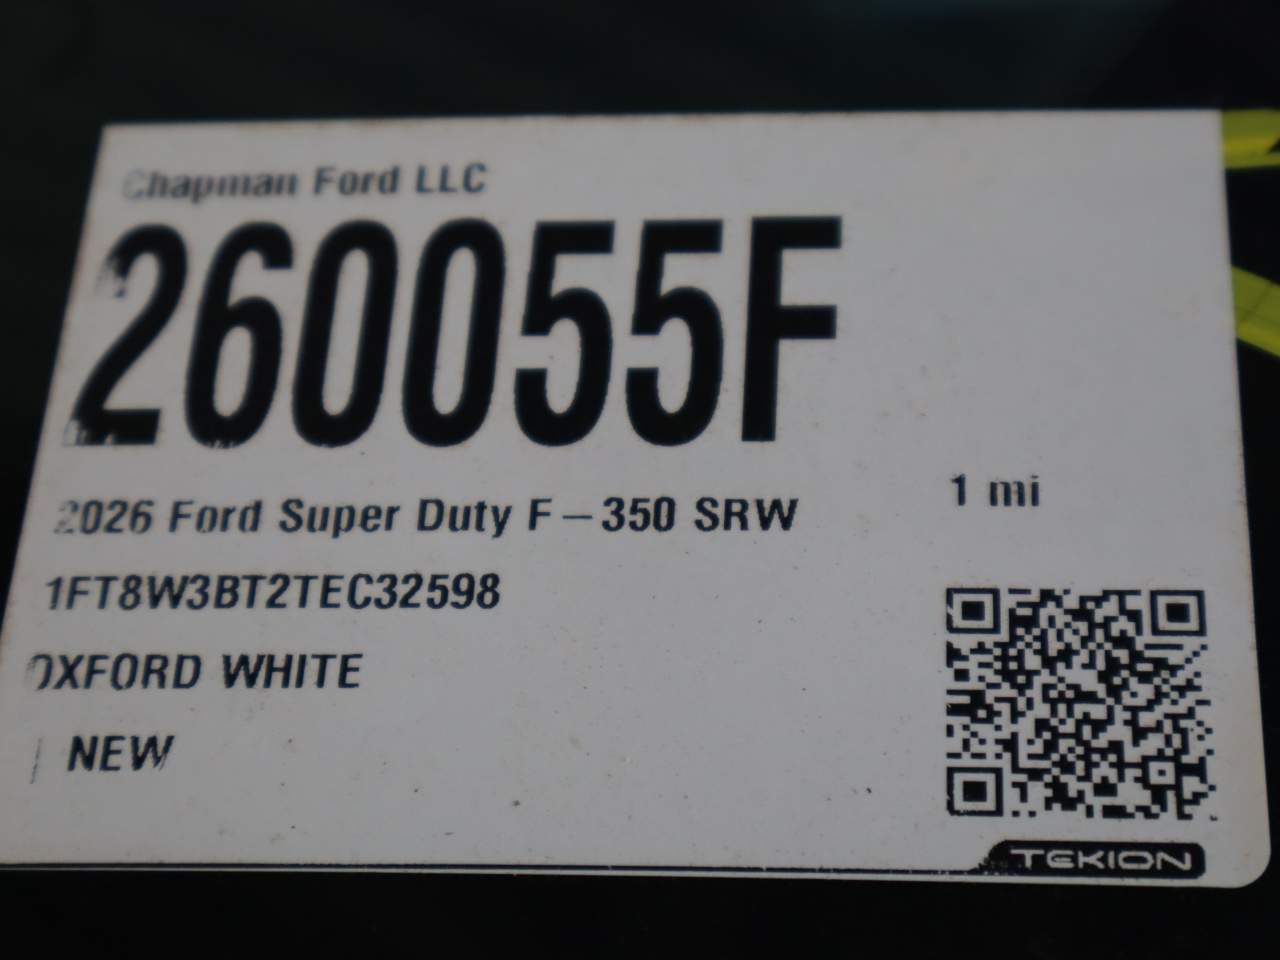 Chapman Ford LLC
260055F
2026 Ford Super Duty F-350 SRW
1 mi
1FT8W3BT2TEC32598
OXFORD WHITE
| NEW
TEKION